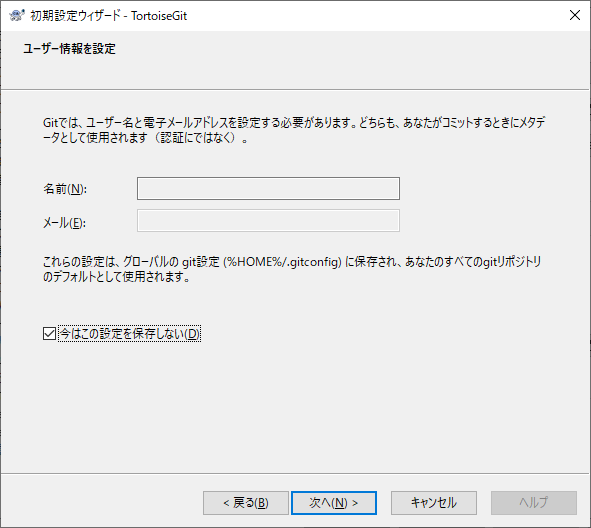 初期設定ウィザード - TortoiseGit
ユーザー情報を設定
Gitでは、ユーザー名と電子メールアドレスを設定する必要があります。どちらも、あなたがコミットするときにメタデ
ータとして使用されます（認証にではなく）。
名前(N):
メール(E):
これらの設定は、グローバルの git設定 (%HOME%/.gitconfig) に保存され、あなたのすべてのgitリポジトリ
のデフォルトとして使用されます。
今はこの設定を保存しない(D)
< 戻る(B)
次へ(N) >
キャンセル
ヘルプ